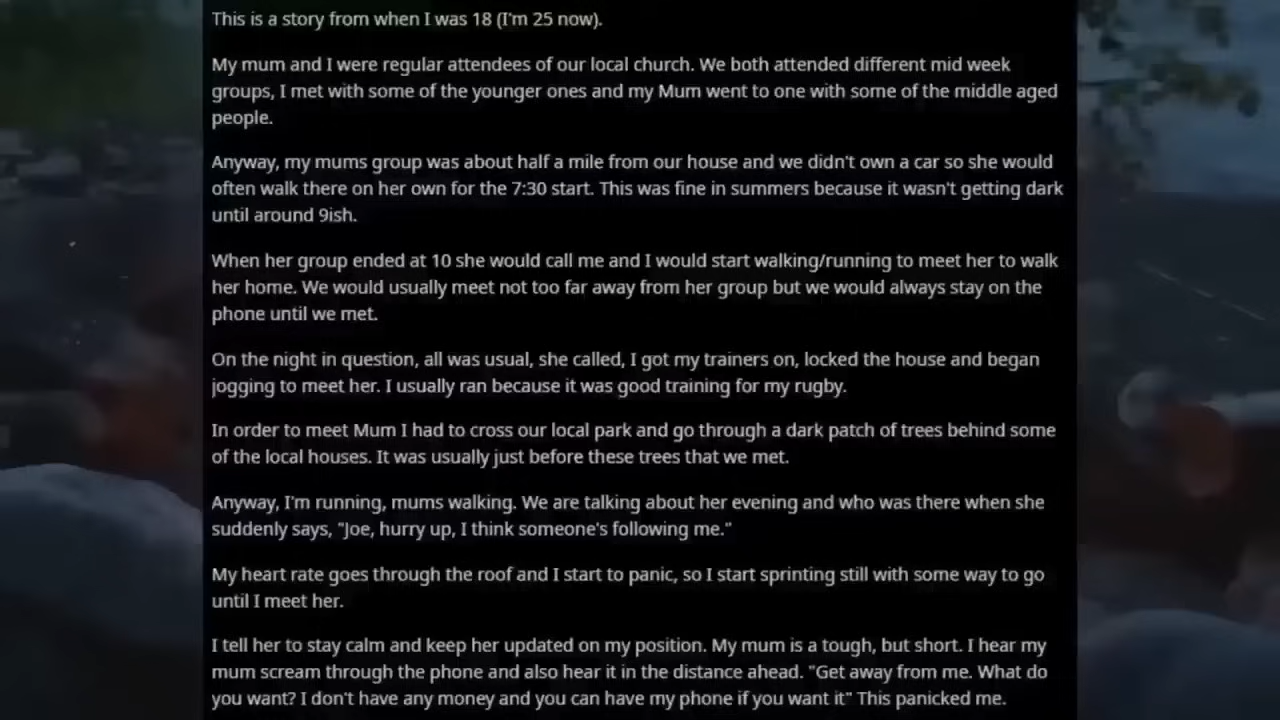 This is a story from when I was 18 (I'm 25 now).
My mum and I were regular attendees of our local church. We both attended different mid week
groups, I met with some of the younger ones and my Mum went to one with some of the middle aged
people.
Anyway, my mums group was about half a mile from our house and we didn't own a car so she would
often walk there on her own for the 7:30 start. This was fine in summers because it wasn't getting dark
until around 9ish.
When her group ended at 10 she would call me and I would start walking/running to meet her to walk
her home. We would usually meet not too far away from her group but we would always stay on the
phone until we met.
On the night in question, all was usual, she called, I got my trainers on, locked the house and began
jogging to meet her. I usually ran because it was good training for my rugby.
In order to meet Mum I had to cross our local park and go through a dark patch of trees behind some
of the local houses. It was usually just before these trees that we met.
Anyway, I'm running, mums walking. We are talking about her evening and who was there when she
suddenly says, "Joe, hurry up, I think someone's following me."
My heart rate goes through the roof and I start to panic, so I start sprinting still with some way to go
until I meet her.
I tell her to stay calm and keep her updated on my position. My mum is a tough, but short. I hear my
mum scream through the phone and also hear it in the distance ahead. "Get away from me. What do
you want? I don't have any money and you can have my phone if you want it" This panicked me.